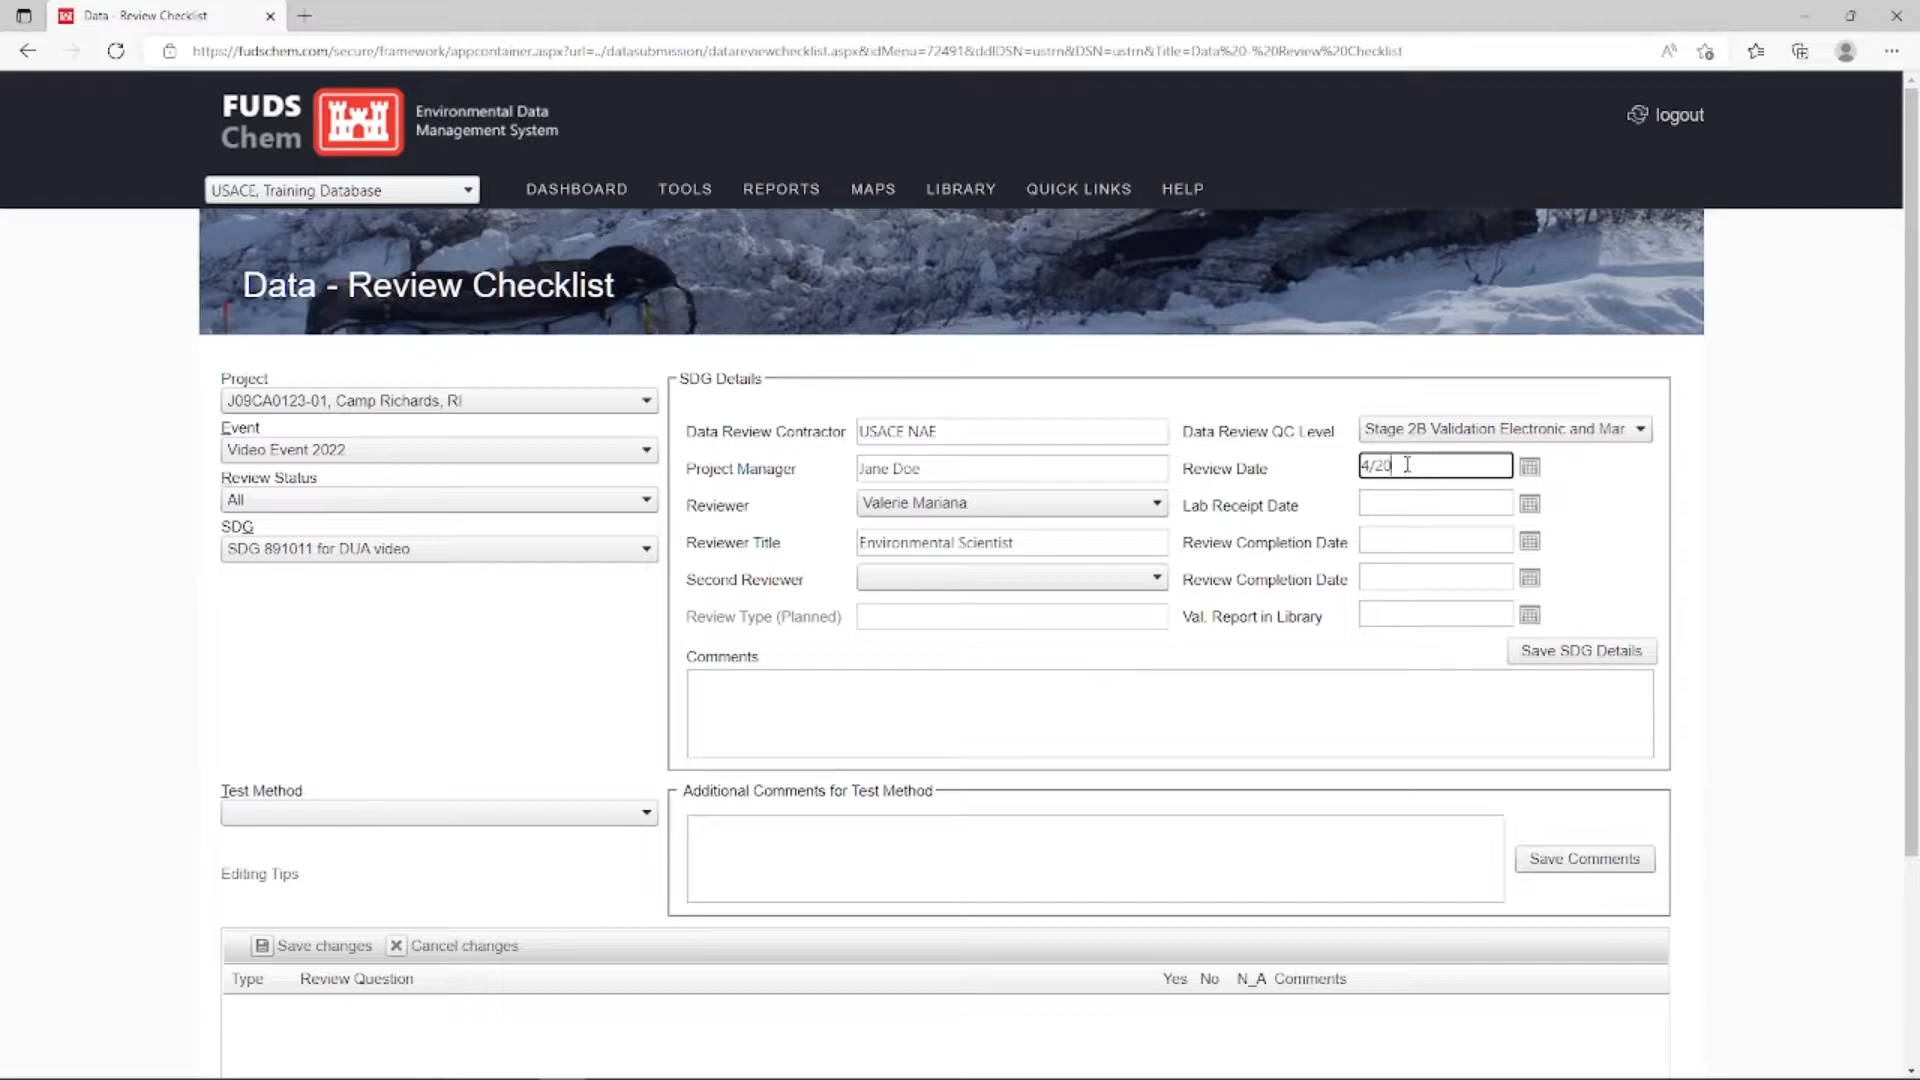 Data - Review Checklist
https://fudschem.com/secure/framework/appcontainer.aspx?url=../datasubmission/datareviewchecklist.aspx&idMenu=72491&ddlDSN=ustrn&DSN=ustrn&Title=Data%20-%20Review%20Checklist
FUDS
Chem
Environmental Data
Management System
logout
USACE, Training Database
DASHBOARD
TOOLS
REPORTS
MAPS
LIBRARY
QUICK LINKS
HELP
Data - Review Checklist
Project
J09CA0123-01, Camp Richards, RI
Event
Video Event 2022
Review Status
All
SDG
SDG 891011 for DUA video
SDG Details
Data Review Contractor
USACE NAE
Data Review QC Level
Stage 2B Validation Electronic and Mar
Project Manager
Jane Doe
Review Date
4/20
Reviewer
Valerie Mariana
Lab Receipt Date
Reviewer Title
Environmental Scientist
Review Completion Date
Second Reviewer
Review Completion Date
Review Type (Planned)
Val. Report in Library
Comments
Save SDG Details
Test Method
Additional Comments for Test Method
Save Comments
Editing Tips
Save changes
Cancel changes
Type
Review Question
Yes
No
N_A
Comments